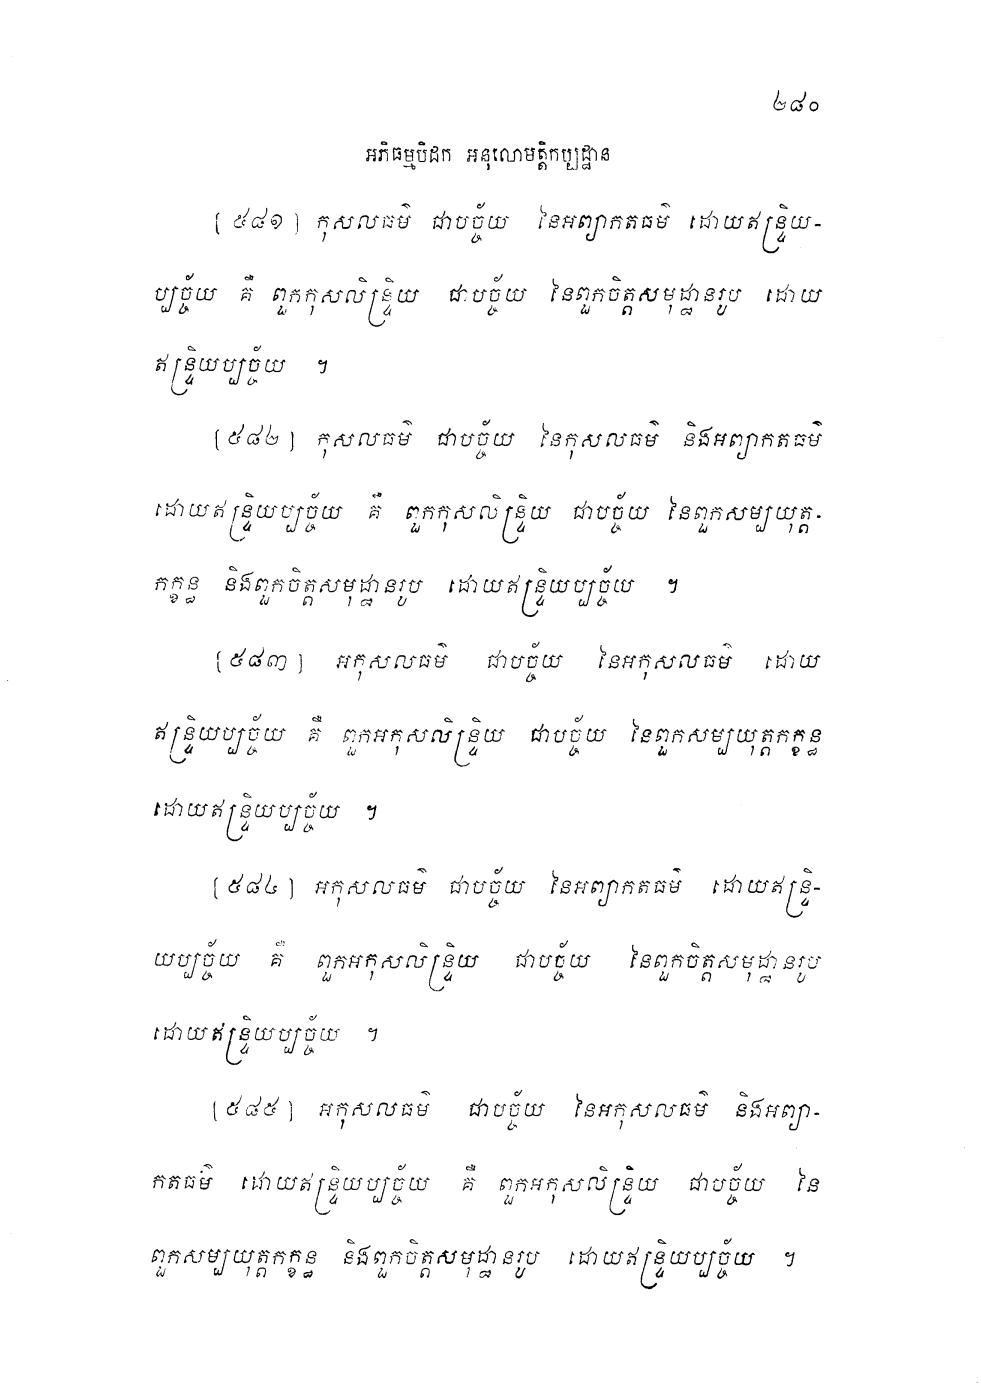 ២៨០
អភិធម្មបិដក អនុលោមត្តិកប្បដ្ឋាន
[៥៨១] កុសលធម៌ ជាបច្ច័យ នៃអព្យាកតធម៌ ដោយឥន្ទ្រិយ-
ប្បច្ច័យ គឺ ពួកកុសលិន្ទ្រិយ ជាបច្ច័យ នៃពួកចិត្តសមុដ្ឋានរូប ដោយ
ឥន្ទ្រិយប្បច្ច័យ ។
[៥៨២] កុសលធម៌ ជាបច្ច័យ នៃកុសលធម៌ និងអព្យាកតធម៌
ដោយឥន្ទ្រិយប្បច្ច័យ គឺ ពួកកុសលិន្ទ្រិយ ជាបច្ច័យ នៃពួកសម្បយុត្ត-
កក្ខន្ធ និងពួកចិត្តសមុដ្ឋានរូប ដោយឥន្ទ្រិយប្បច្ច័យ ។
[៥៨៣] អកុសលធម៌ ជាបច្ច័យ នៃអកុសលធម៌ ដោយ
ឥន្ទ្រិយប្បច្ច័យ គឺ ពួកអកុសលិន្ទ្រិយ ជាបច្ច័យ នៃពួកសម្បយុត្តកក្ខន្ធ
ដោយឥន្ទ្រិយប្បច្ច័យ ។
[៥៨៤] អកុសលធម៌ ជាបច្ច័យ នៃអព្យាកតធម៌ ដោយឥន្ទ្រិ-
យប្បច្ច័យ គឺ ពួកអកុសលិន្ទ្រិយ ជាបច្ច័យ នៃពួកចិត្តសមុដ្ឋានរូប
ដោយឥន្ទ្រិយប្បច្ច័យ ។
[៥៨៥] អកុសលធម៌ ជាបច្ច័យ នៃអកុសលធម៌ និងអព្យា-
កតធម៌ ដោយឥន្ទ្រិយប្បច្ច័យ គឺ ពួកអកុសលិន្ទ្រិយ ជាបច្ច័យ នៃ
ពួកសម្បយុត្តកក្ខន្ធ និងពួកចិត្តសមុដ្ឋានរូប ដោយឥន្ទ្រិយប្បច្ច័យ ។